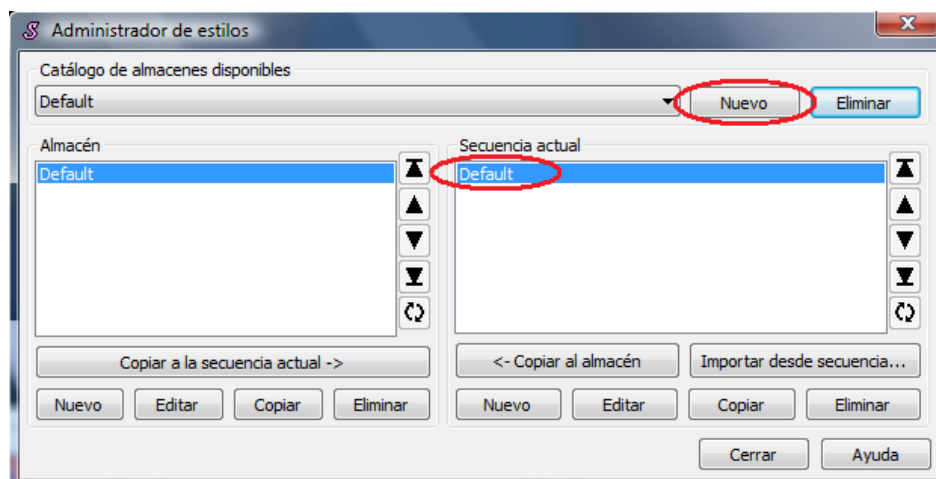 Administrador de estilos
Catálogo de almacenes disponibles
Default
Nuevo
Eliminar
Almacén
Default
Copiar a la secuencia actual ->
Nuevo
Editar
Copiar
Eliminar
Secuencia actual
Default
<- Copiar al almacén
Importar desde secuencia...
Nuevo
Editar
Copiar
Eliminar
Cerrar
Ayuda